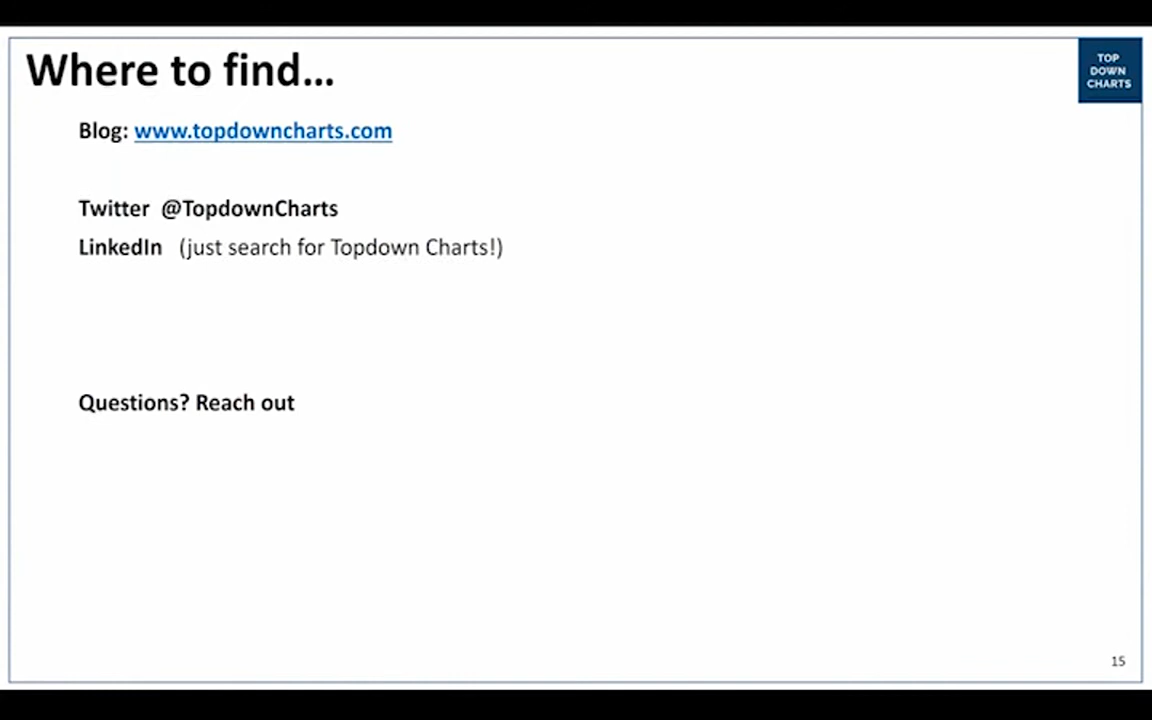 Where to find...
TOP
DOWN
CHARTS
Blog: www.topdowncharts.com
Twitter @TopdownCharts
LinkedIn (just search for Topdown Charts!)
Questions? Reach out
15